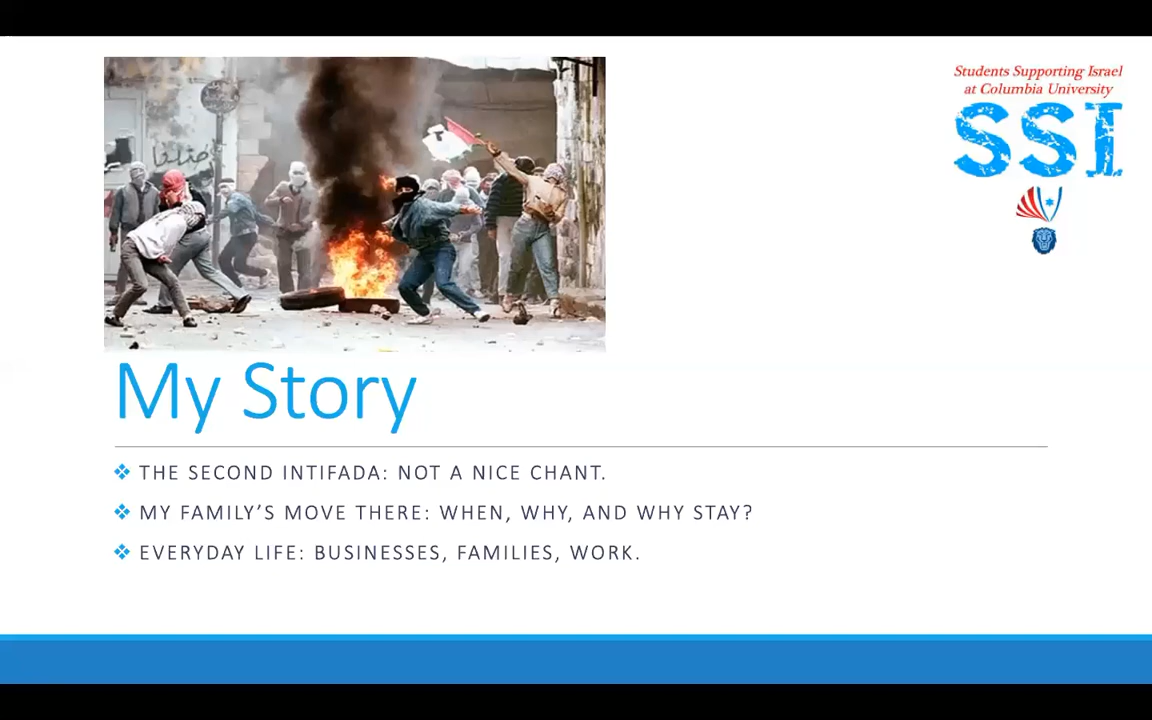 Students Supporting Israel
at Columbia University
SSI
My Story
THE SECOND INTIFADA: NOT A NICE CHANT.
MY FAMILY’S MOVE THERE: WHEN, WHY, AND WHY STAY?
EVERYDAY LIFE: BUSINESSES, FAMILIES, WORK.